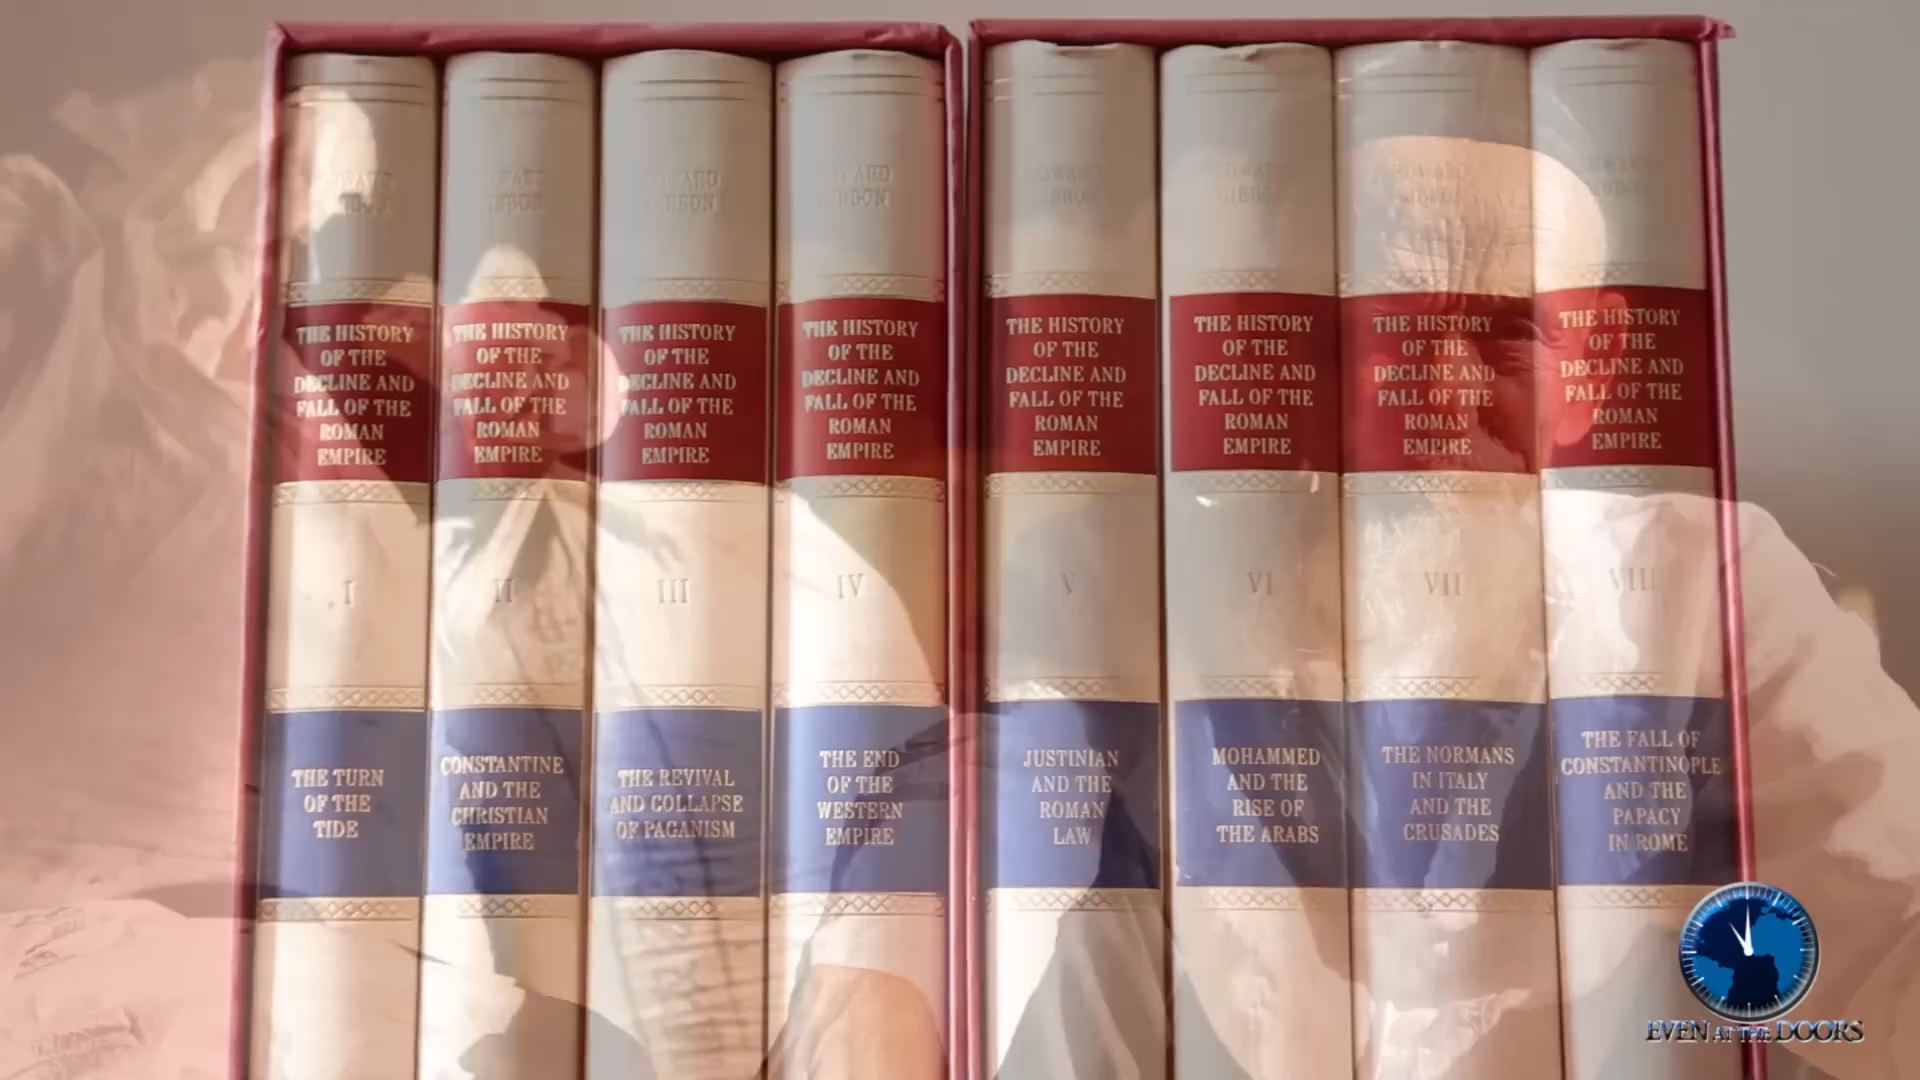 THE HISTORY
OF THE
DECLINE AND
FALL OF THE
ROMAN
EMPIRE
I
THE TURN
OF THE
TIDE
THE HISTORY
OF THE
DECLINE AND
FALL OF THE
ROMAN
EMPIRE
II
CONSTANTINE
AND THE
CHRISTIAN
EMPIRE
THE HISTORY
OF THE
DECLINE AND
FALL OF THE
ROMAN
EMPIRE
III
THE REVIVAL
AND COLLAPSE
OF PAGANISM
THE HISTORY
OF THE
DECLINE AND
FALL OF THE
ROMAN
EMPIRE
IV
THE END
OF THE
WESTERN
EMPIRE
THE HISTORY
OF THE
DECLINE AND
FALL OF THE
ROMAN
EMPIRE
V
JUSTINIAN
AND THE
ROMAN
LAW
THE HISTORY
OF THE
DECLINE AND
FALL OF THE
ROMAN
EMPIRE
VI
MOHAMMED
AND THE
RISE OF
THE ARABS
THE HISTORY
OF THE
DECLINE AND
FALL OF THE
ROMAN
EMPIRE
VII
THE NORMANS
IN ITALY
AND THE
CRUSADES
THE HISTORY
OF THE
DECLINE AND
FALL OF THE
ROMAN
EMPIRE
VIII
THE FALL OF
CONSTANTINOPLE
AND THE
PAPACY
IN ROME
EVEN AT THE DOORS